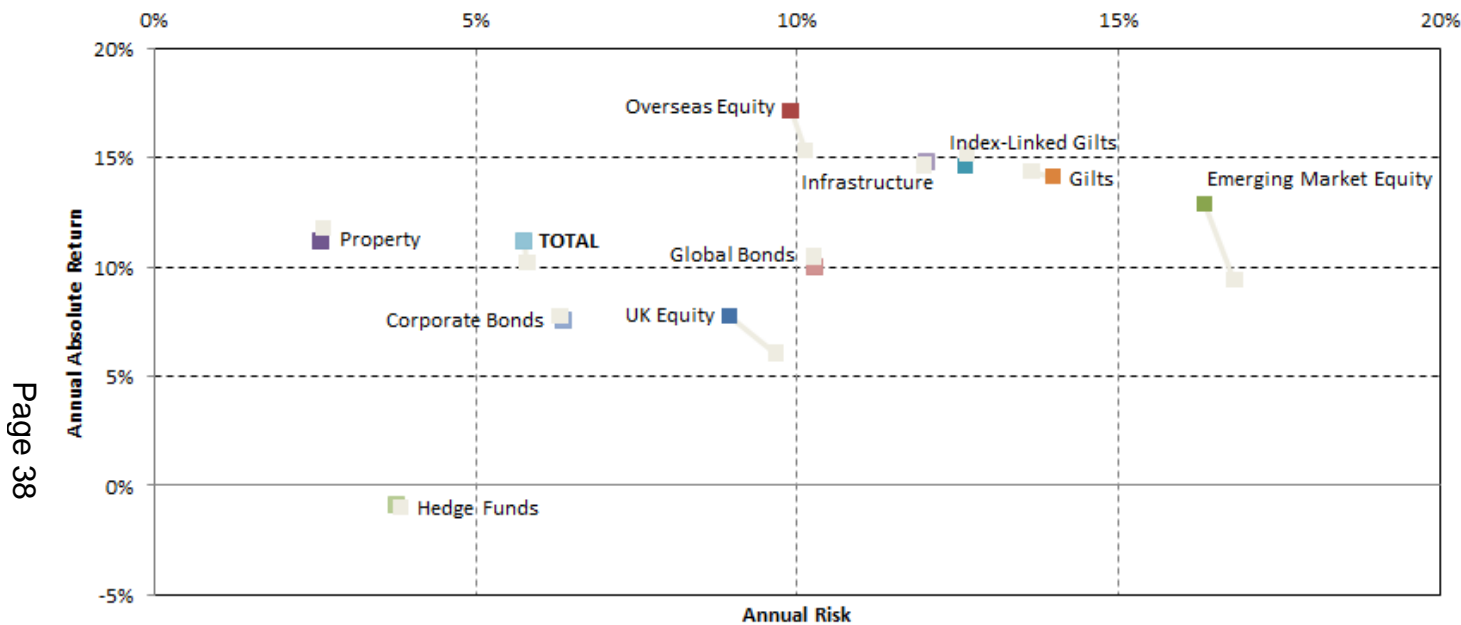 0% 5% 10% 15% 20%
20%
Overseas Equity
Index-Linked Gilts
15%
Infrastructure
Gilts
Emerging Market Equity
Property
TOTAL
Global Bonds
10%
Corporate Bonds
UK Equity
5%
0%
Hedge Funds
-5%
Annual Absolute Return
Annual Risk
Page 38